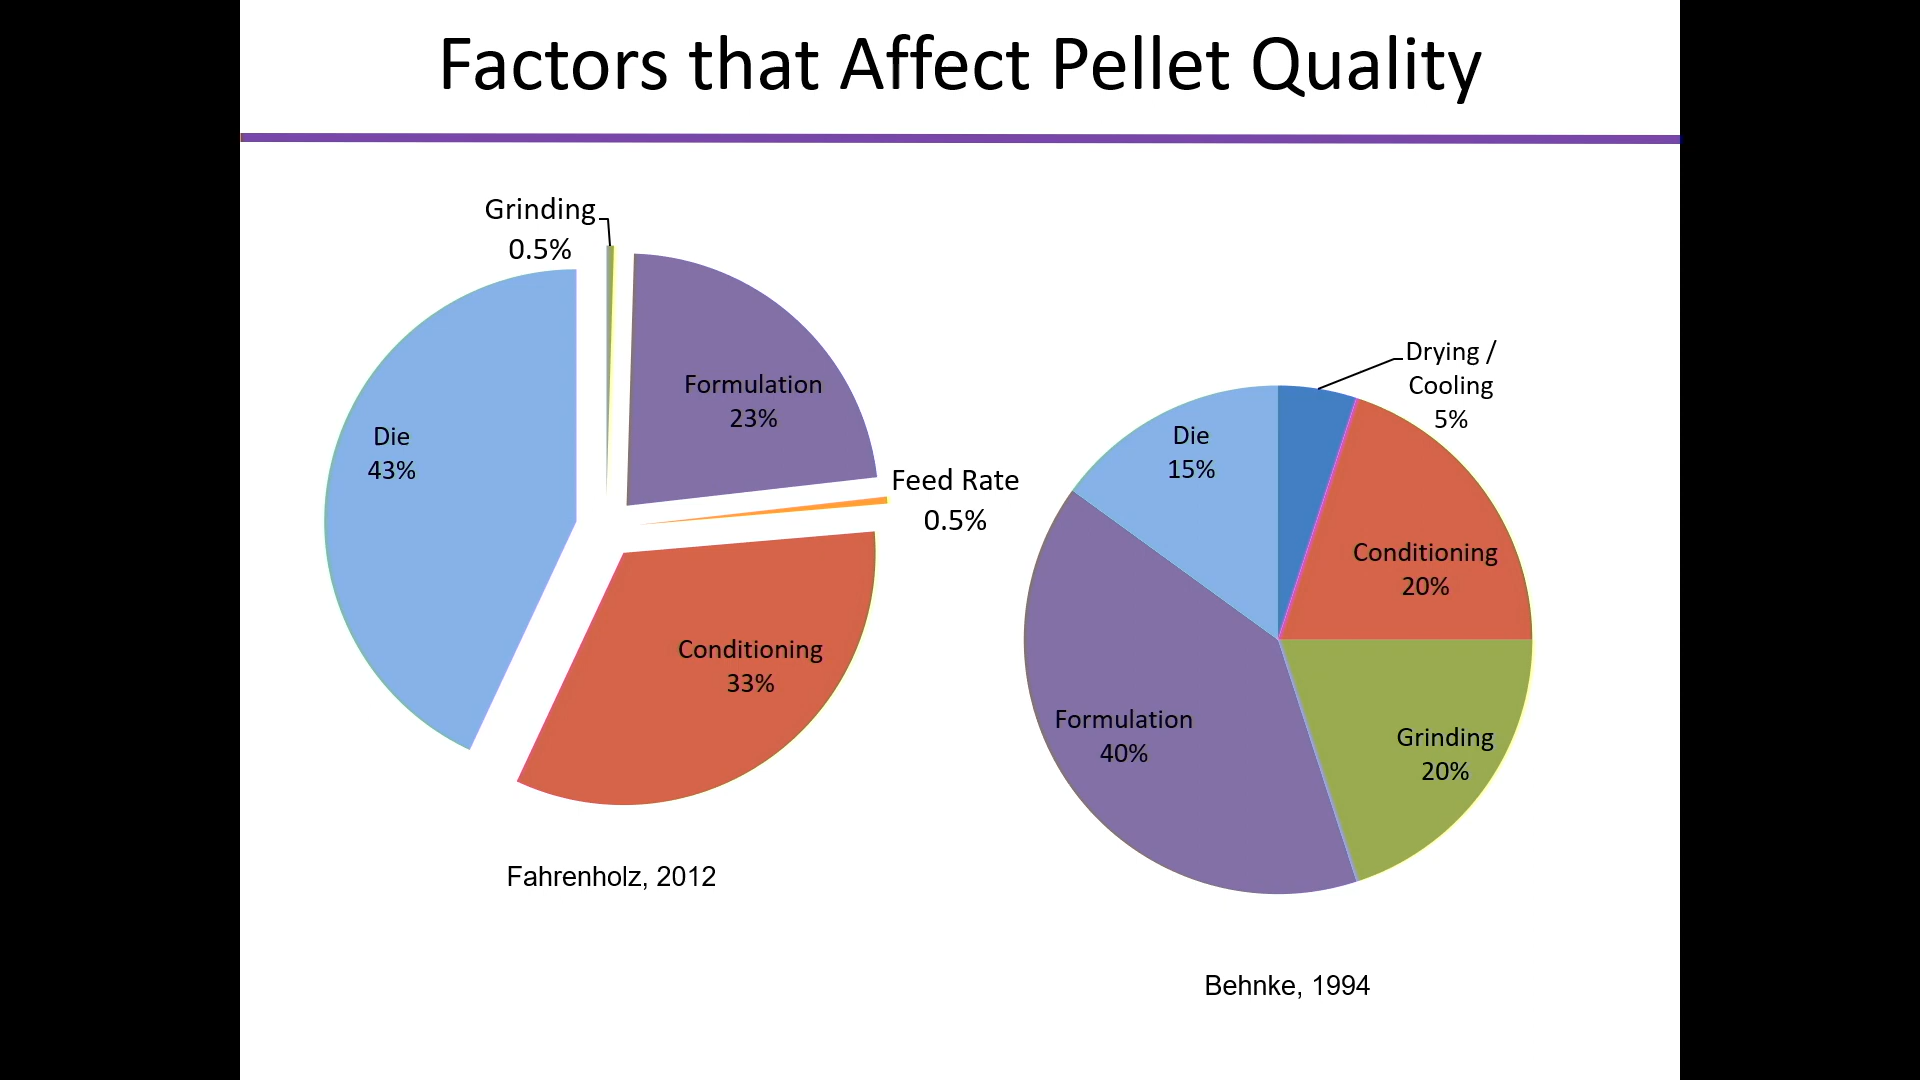 Factors that Affect Pellet Quality
Grinding
0.5%
Formulation
23%
Die
43%
Feed Rate
0.5%
Conditioning
33%
Fahrenholz, 2012
Drying /
Cooling
5%
Die
15%
Conditioning
20%
Formulation
40%
Grinding
20%
Behnke, 1994